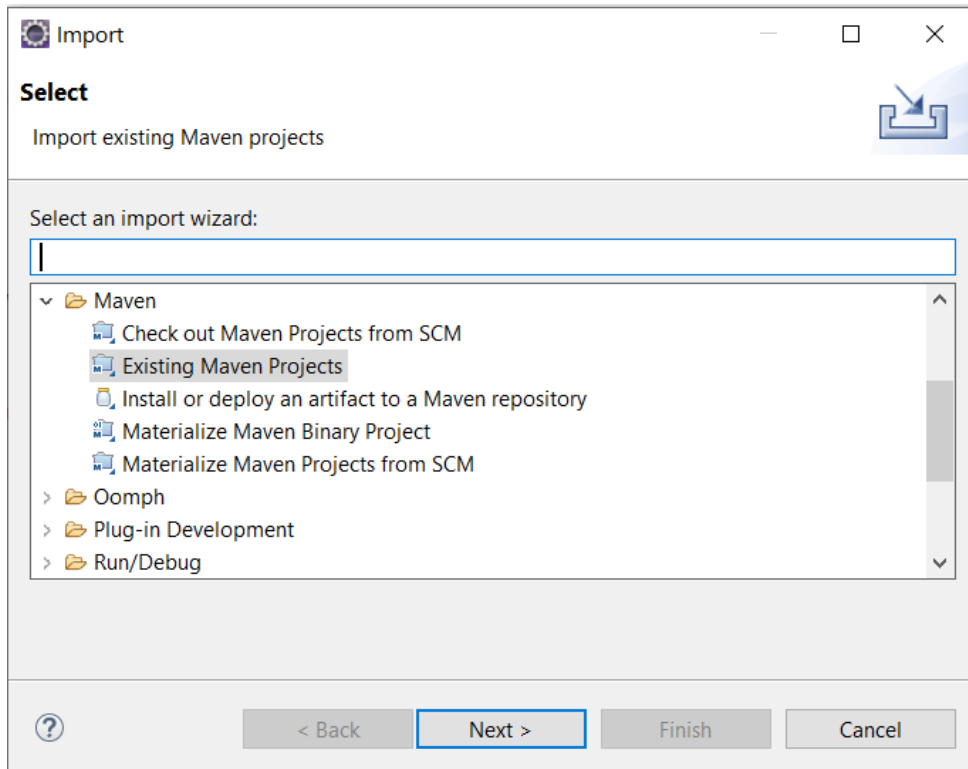 Import
Select
Import existing Maven projects
Select an import wizard:
Maven
Check out Maven Projects from SCM
Existing Maven Projects
Install or deploy an artifact to a Maven repository
Materialize Maven Binary Project
Materialize Maven Projects from SCM
Oomph
Plug-in Development
Run/Debug
? < Back Next > Finish Cancel